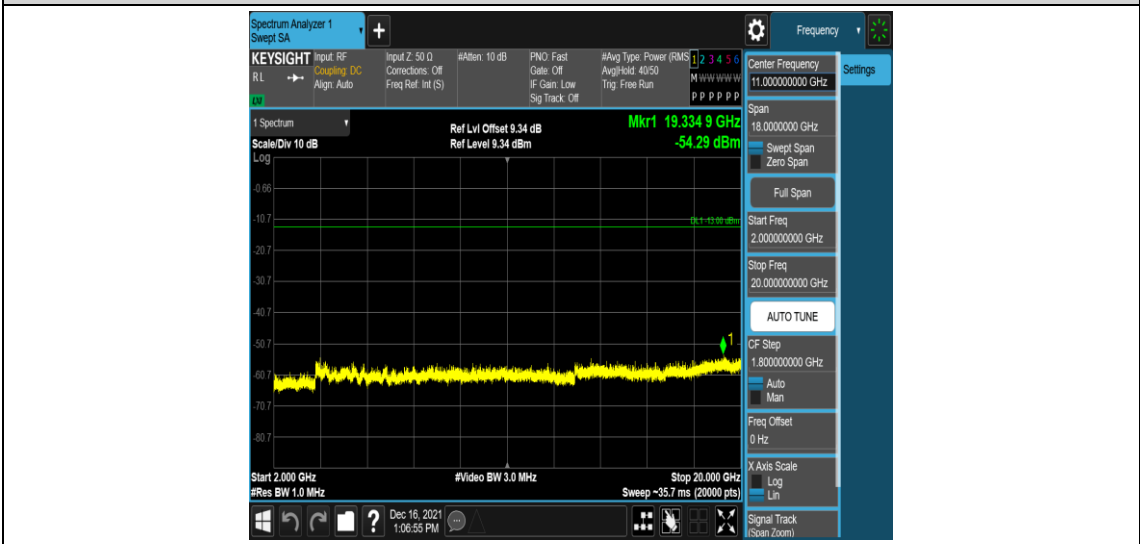 Spectrum Analyzer 1
Swept SA
+
Frequency
KEYSIGHT
RL
LXI
Input: RF
Coupling: DC
Align: Auto
Input Z: 50 Ω
Corrections: Off
Freq Ref: Int (S)
#Atten: 10 dB
PNO: Fast
Gate: Off
IF Gain: Low
Sig Track: Off
#Avg Type: Power (RMS
Avg|Hold: 40/50
Trig: Free Run
1 2 3 4 5 6
M W W W W W
P P P P P P
Center Frequency
11.000000000 GHz
Settings
Span
18.0000000 GHz
Swept Span
Zero Span
Full Span
Start Freq
2.000000000 GHz
Stop Freq
20.000000000 GHz
AUTO TUNE
CF Step
1.800000000 GHz
Auto
Man
Freq Offset
0 Hz
X Axis Scale
Log
Lin
Signal Track
(Span Zoom)
1 Spectrum
Scale/Div 10 dB
Log
Ref Lvl Offset 9.34 dB
Ref Level 9.34 dBm
Mkr1 19.334 9 GHz
-54.29 dBm
-0.66
-10.7
DL1 -13.00 dBm
-20.7
-30.7
-40.7
-50.7
1
-60.7
-70.7
-80.7
Start 2.000 GHz
#Video BW 3.0 MHz
Stop 20.000 GHz
#Res BW 1.0 MHz
Sweep ~35.7 ms (20000 pts)
?
Dec 16, 2021
1:06:55 PM